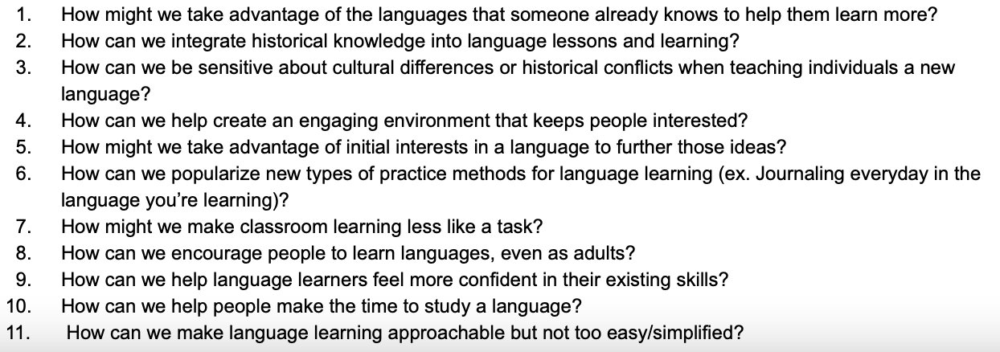 1. How might we take advantage of the languages that someone already knows to help them learn more?
2. How can we integrate historical knowledge into language lessons and learning?
3. How can we be sensitive about cultural differences or historical conflicts when teaching individuals a new
language?
4. How can we help create an engaging environment that keeps people interested?
5. How might we take advantage of initial interests in a language to further those ideas?
6. How can we popularize new types of practice methods for language learning (ex. Journaling everyday in the
language you’re learning)?
7. How might we make classroom learning less like a task?
8. How can we encourage people to learn languages, even as adults?
9. How can we help language learners feel more confident in their existing skills?
10. How can we help people make the time to study a language?
11. How can we make language learning approachable but not too easy/simplified?